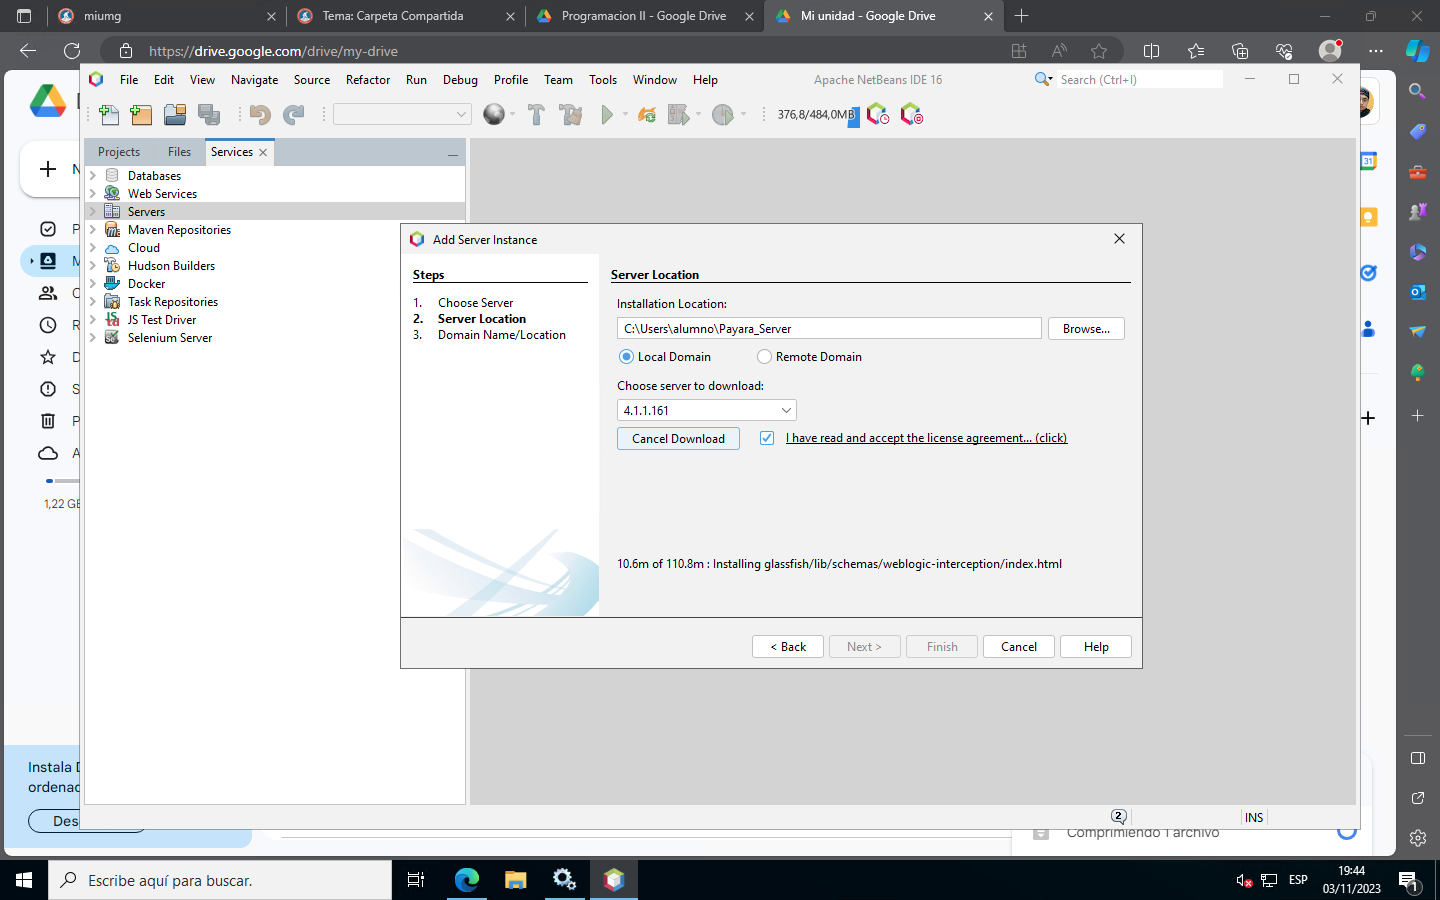 miumg
Tema: Carpeta Compartida
Programacion II - Google Drive
Mi unidad - Google Drive
https://drive.google.com/drive/my-drive
File Edit View Navigate Source Refactor Run Debug Profile Team Tools Window Help
Apache NetBeans IDE 16
Search (Ctrl+I)
376,8/484,0MB
Projects Files Services
Databases
Web Services
Servers
Maven Repositories
Cloud
Hudson Builders
Docker
Task Repositories
JS Test Driver
Selenium Server
Add Server Instance
Steps
1. Choose Server
2. Server Location
3. Domain Name/Location
Server Location
Installation Location:
C:\Users\alumno\Payara_Server
Browse...
Local Domain Remote Domain
Choose server to download:
4.1.1.161
Cancel Download
I have read and accept the license agreement... (click)
10.6m of 110.8m : Installing glassfish/lib/schemas/weblogic-interception/index.html
< Back Next > Finish Cancel Help
1,22 GB
Instala D
ordenac
Des
2
INS
Comprimiendo 1 archivo
31
Escribe aquí para buscar.
ESP
19:44
03/11/2023
1